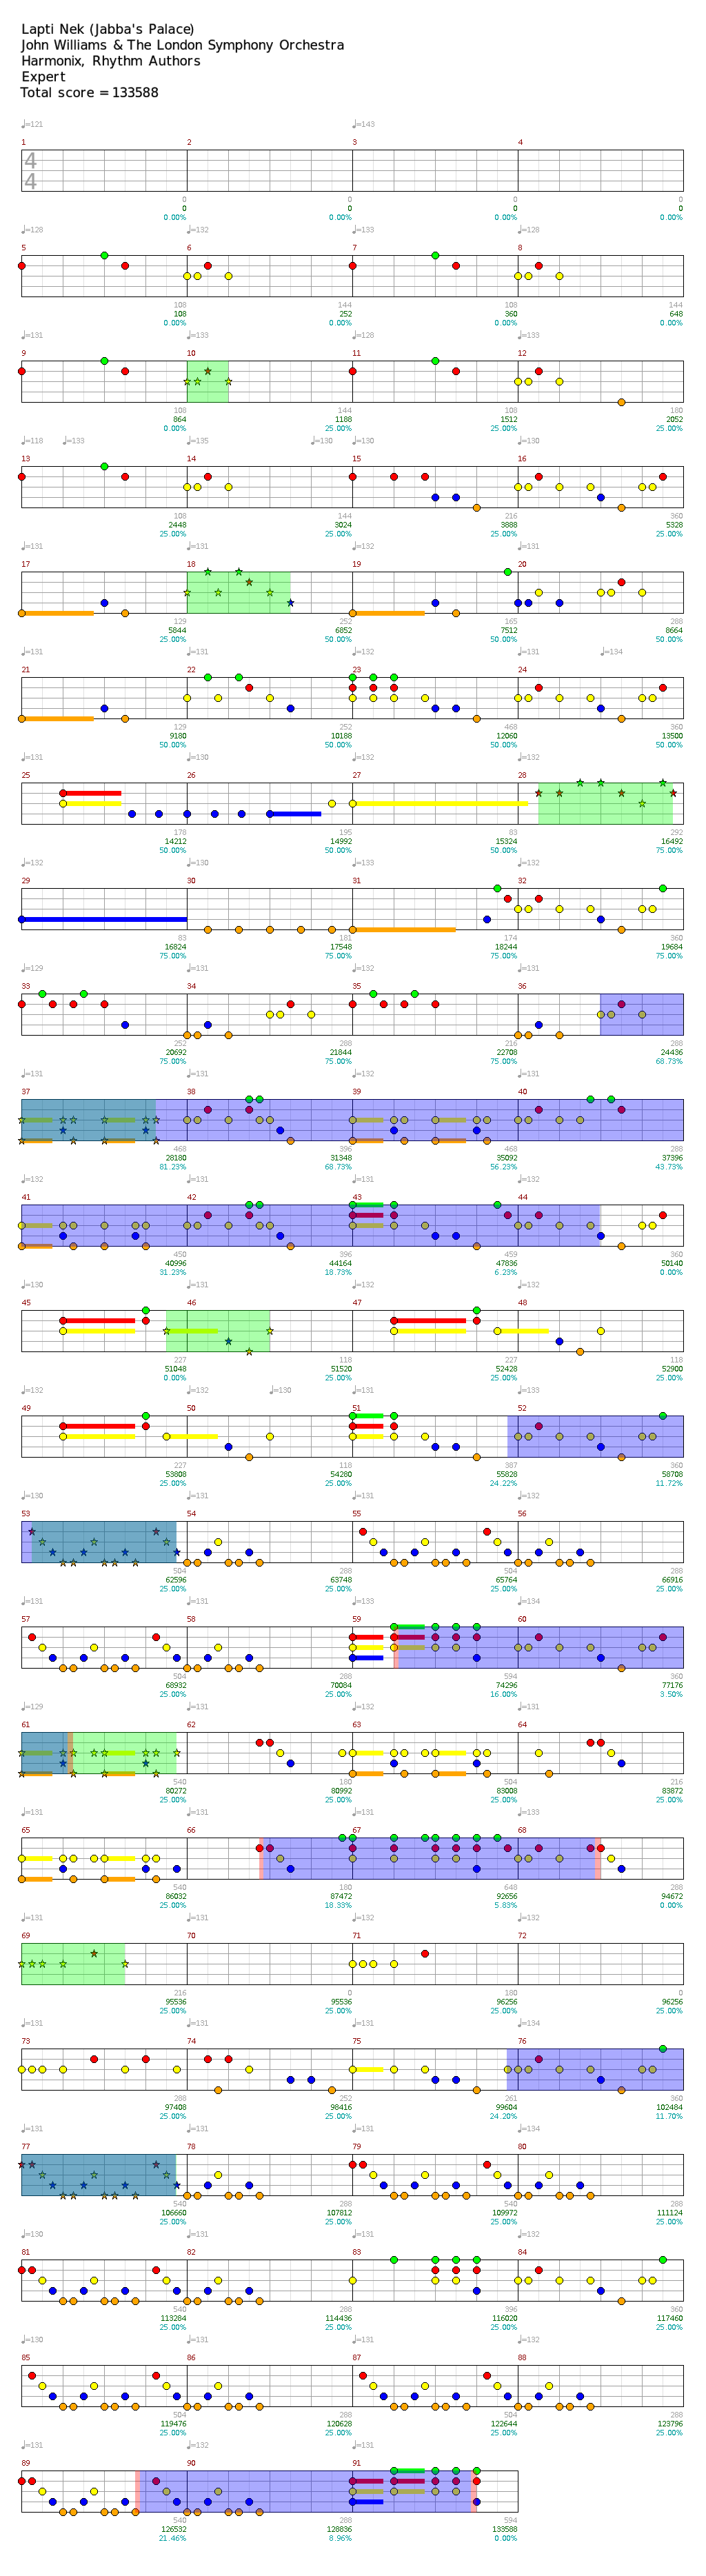 Lapti Nek (Jabba's Palace)
John Williams & The London Symphony Orchestra
Harmonix, Rhythm Authors
Expert
Total score = 133588
♩=121 ♩=143
1 2 3 4
4
4
0 0 0 0
0 0 0 0
0.00% 0.00% 0.00% 0.00%
♩=128 ♩=132 ♩=133 ♩=128
5 6 7 8
108 144 108 144
108 252 360 648
0.00% 0.00% 0.00% 0.00%
♩=131 ♩=133 ♩=128 ♩=133
9 10 11 12
108 144 108 180
864 1188 1512 2052
0.00% 25.00% 25.00% 25.00%
♩=118 ♩=133 ♩=135 ♩=130 ♩=130 ♩=130
13 14 15 16
108 144 216 360
2448 3024 3888 5328
25.00% 25.00% 25.00% 25.00%
♩=131 ♩=131 ♩=132 ♩=131
17 18 19 20
129 252 165 288
5844 6852 7512 8664
25.00% 50.00% 50.00% 50.00%
♩=131 ♩=131 ♩=132 ♩=131 ♩=134
21 22 23 24
129 252 468 360
9180 10188 12060 13500
50.00% 50.00% 50.00% 50.00%
♩=131 ♩=130 ♩=132 ♩=132
25 26 27 28
178 195 83 292
14212 14992 15324 16492
50.00% 50.00% 50.00% 75.00%
♩=132 ♩=130 ♩=133 ♩=132
29 30 31 32
83 181 174 360
16824 17548 18244 19684
75.00% 75.00% 75.00% 75.00%
♩=129 ♩=131 ♩=132 ♩=131
33 34 35 36
252 288 216 288
20692 21844 22708 24436
75.00% 75.00% 75.00% 68.73%
♩=131 ♩=131 ♩=131 ♩=131
37 38 39 40
468 396 468 288
28180 31348 35092 37396
81.23% 68.73% 56.23% 43.73%
♩=132 ♩=131 ♩=131 ♩=132
41 42 43 44
450 396 459 360
40996 44164 47836 50140
31.23% 18.73% 6.23% 0.00%
♩=130 ♩=131 ♩=132 ♩=132
45 46 47 48
227 118 227 118
51048 51520 52428 52900
0.00% 25.00% 25.00% 25.00%
♩=132 ♩=132 ♩=130 ♩=131 ♩=133
49 50 51 52
227 118 387 360
53808 54280 55828 58708
25.00% 25.00% 24.22% 11.72%
♩=130 ♩=131 ♩=131 ♩=132
53 54 55 56
504 288 504 288
62596 63748 65764 66916
25.00% 25.00% 25.00% 25.00%
♩=131 ♩=131 ♩=133 ♩=134
57 58 59 60
504 288 594 360
68932 70084 74296 77176
25.00% 25.00% 16.00% 3.50%
♩=129 ♩=131 ♩=132 ♩=131
61 62 63 64
540 180 504 216
80272 80992 83008 83872
25.00% 25.00% 25.00% 25.00%
♩=131 ♩=131 ♩=132 ♩=133
65 66 67 68
540 180 648 288
86032 87472 92656 94672
25.00% 18.33% 5.83% 0.00%
♩=131 ♩=131 ♩=132 ♩=132
69 70 71 72
216 0 180 0
95536 95536 96256 96256
25.00% 25.00% 25.00% 25.00%
♩=131 ♩=131 ♩=131 ♩=134
73 74 75 76
288 252 261 360
97408 98416 99604 102484
25.00% 25.00% 24.20% 11.70%
♩=131 ♩=131 ♩=131 ♩=134
77 78 79 80
540 288 540 288
106660 107812 109972 111124
25.00% 25.00% 25.00% 25.00%
♩=130 ♩=131 ♩=131 ♩=132
81 82 83 84
540 288 396 360
113284 114436 116020 117460
25.00% 25.00% 25.00% 25.00%
♩=130 ♩=131 ♩=131 ♩=132
85 86 87 88
504 288 504 288
119476 120628 122644 123796
25.00% 25.00% 25.00% 25.00%
♩=131 ♩=132 ♩=131
89 90 91
540 288 594
126532 128836 133588
21.46% 8.96% 0.00%